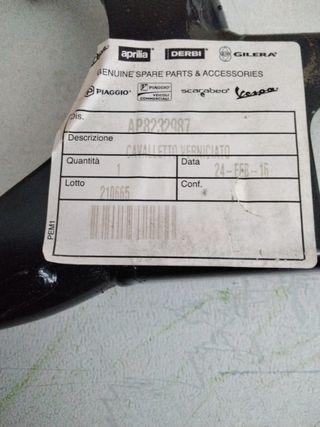 aprilia DERBI GILERA
GENUINE SPARE PARTS & ACCESSORIES
PIAGGIO PIAGGIO VEICOLI COMMERCIALI scarabeo Vespa
Dis. AP8232987
Descrizione
CAVALLETTO VERNICIATO
Quantità Data
1 24-FEB-16
Lotto Conf.
210665
PEM1